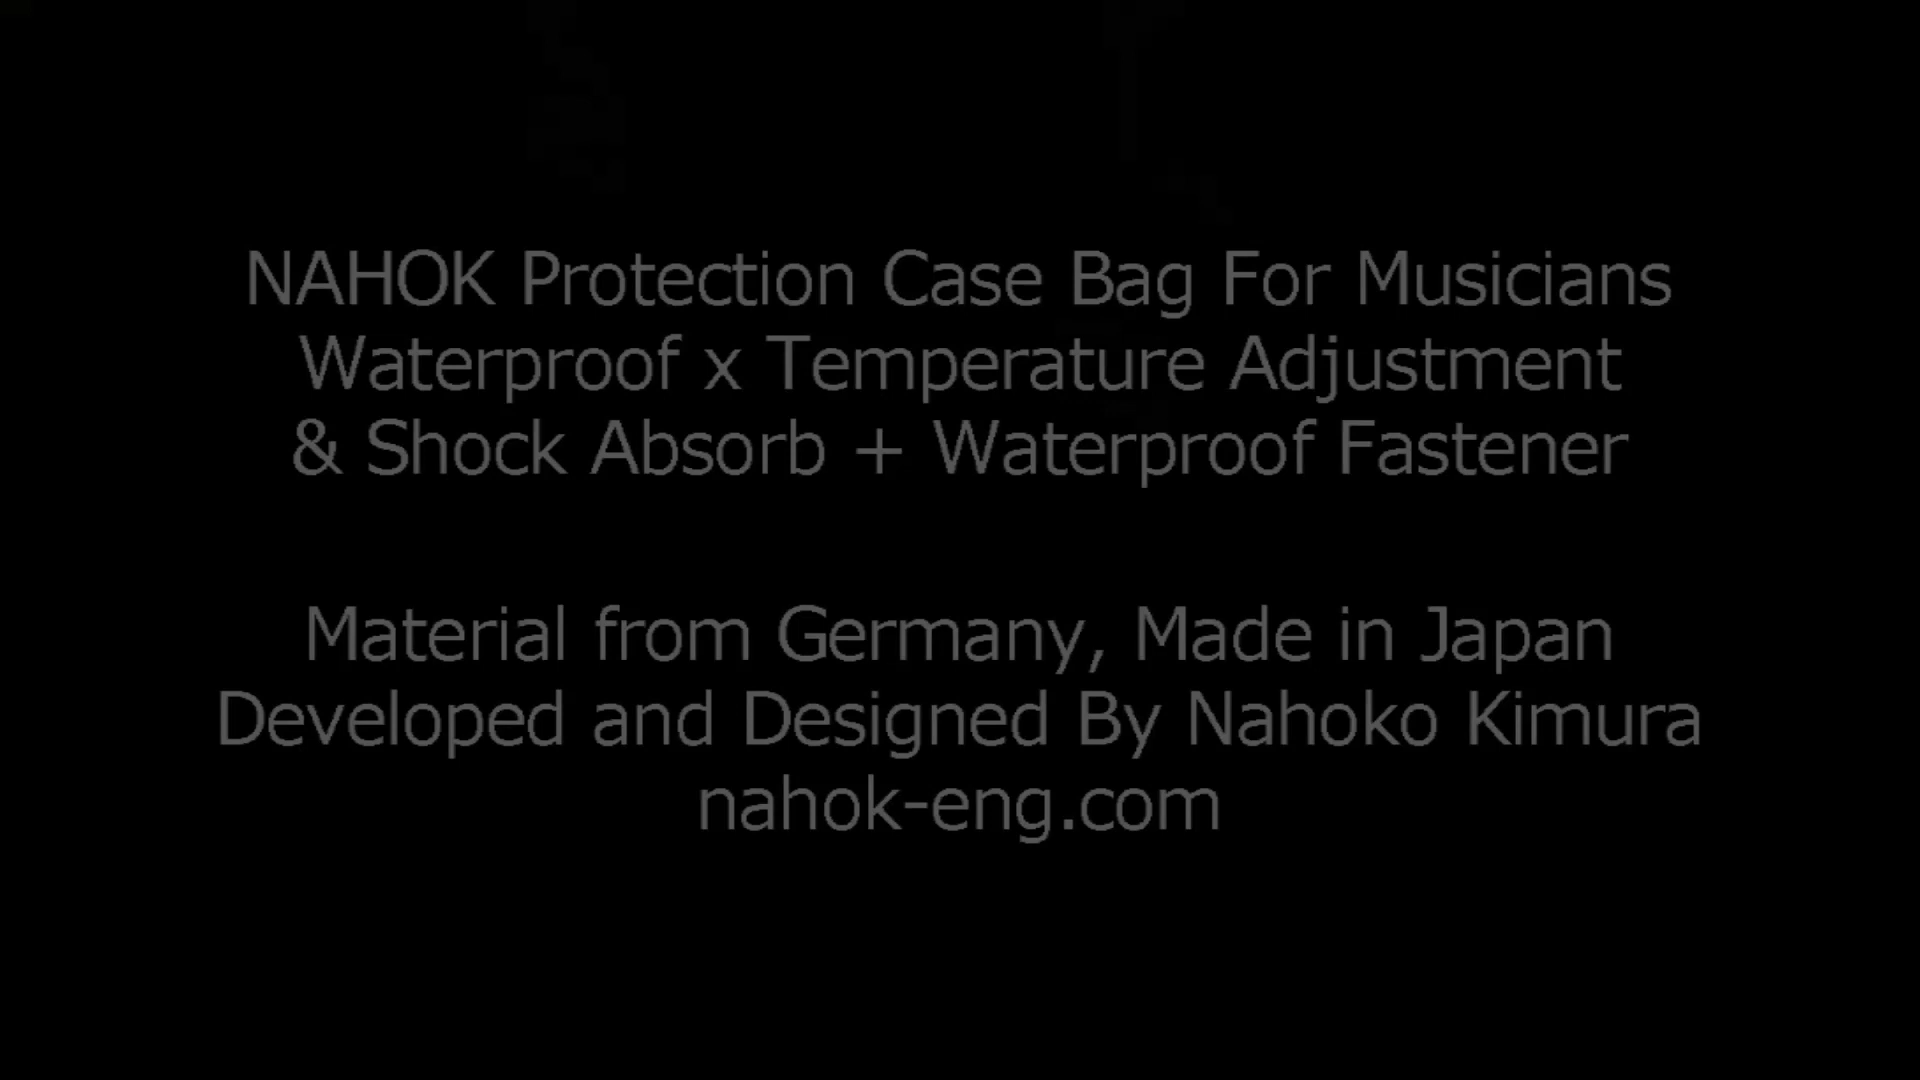 NAHOK Protection Case Bag For Musicians
Waterproof x Temperature Adjustment
& Shock Absorb + Waterproof Fastener
Material from Germany, Made in Japan
Developed and Designed By Nahoko Kimura
nahok-eng.com